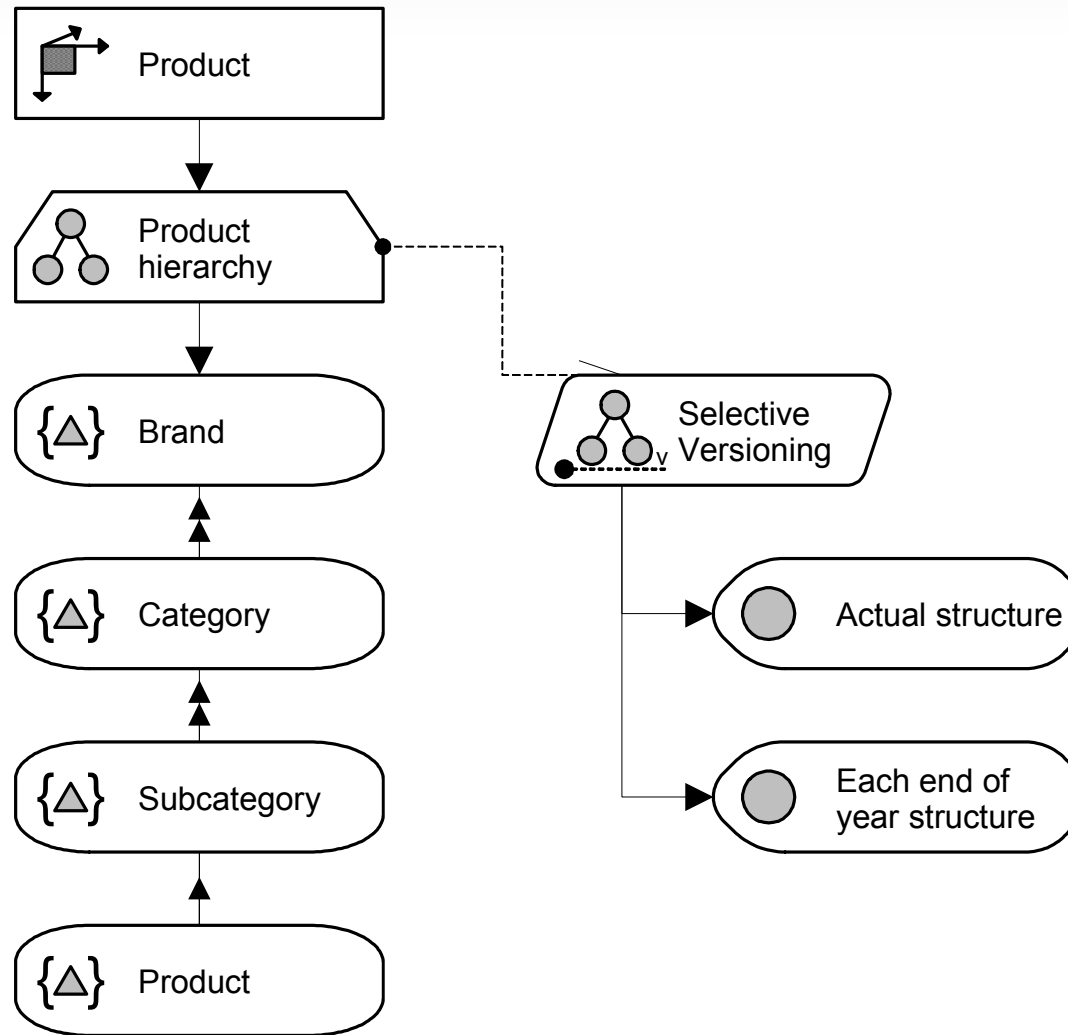 Product
Product
hierarchy
Brand
Selective
Versioning
v
Category
Actual structure
Subcategory
Each end of
year structure
Product